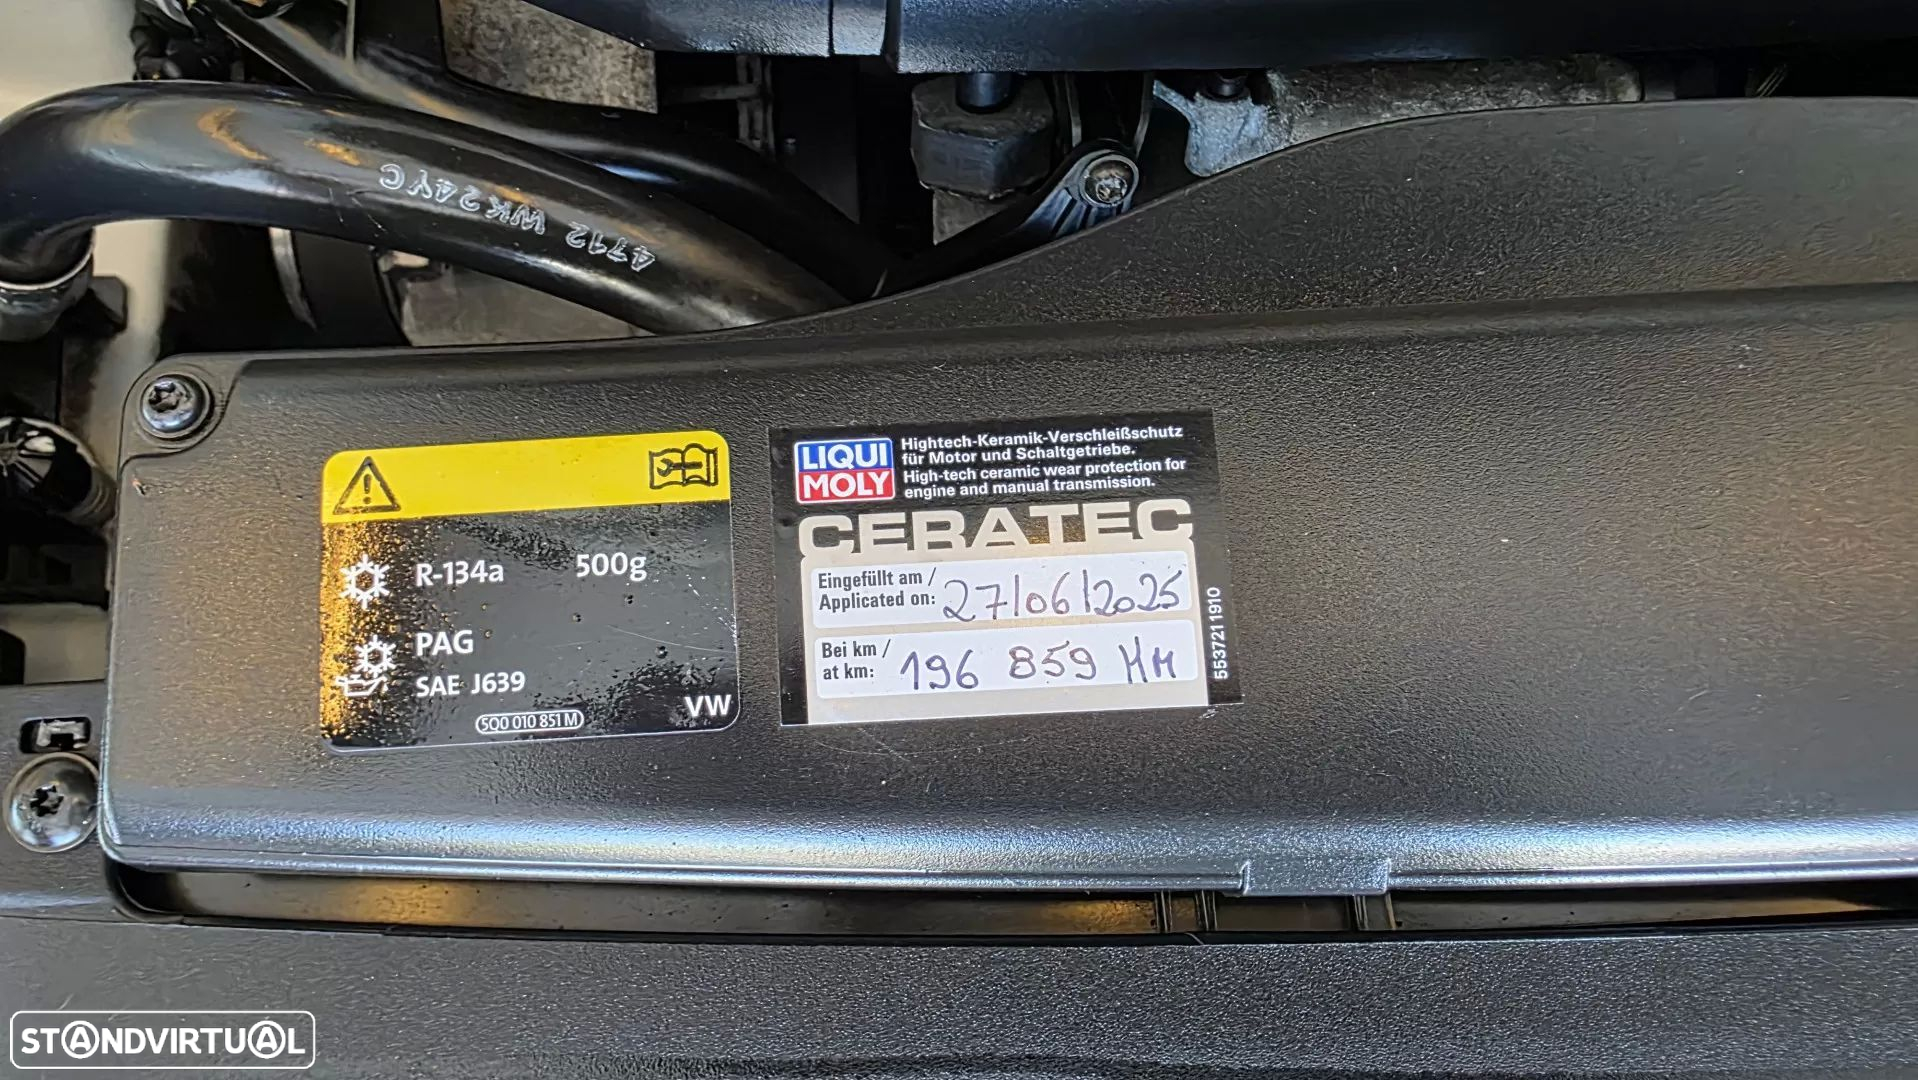 4712 WK24YC
R-134a 500g
PAG
SAE J639
5Q0 010 851 M
VW
LIQUI
MOLY
Hightech-Keramik-Verschleißschutz
für Motor und Schaltgetriebe.
High-tech ceramic wear protection for
engine and manual transmission.
CERATEC
Eingefüllt am /
Applicated on: 27/06/2025
Bei km /
at km: 196 859 KM
5537211910
STANDVIRTUAL